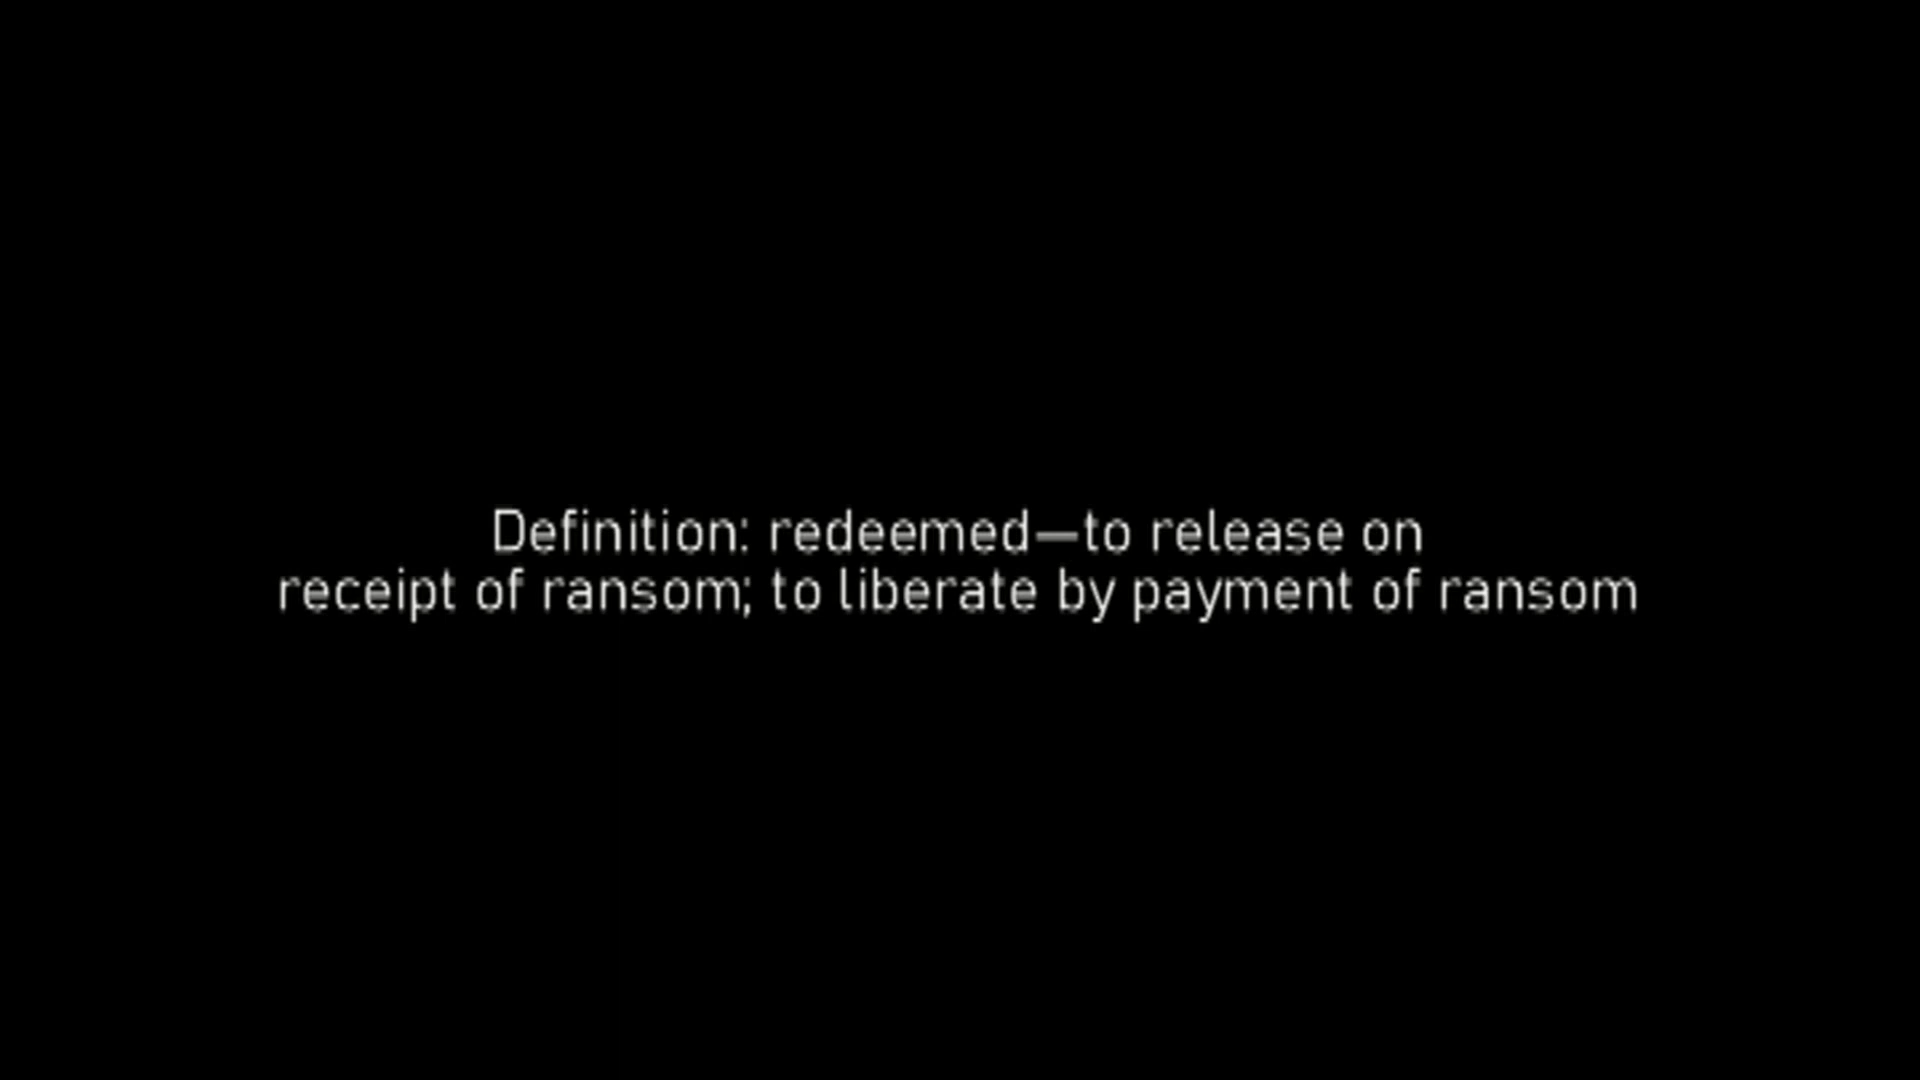 Definition: redeemed—to release on
receipt of ransom; to liberate by payment of ransom